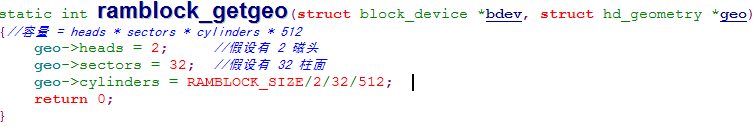 static int ramblock_getgeo(struct block_device *bdev, struct hd_geometry *geo)
{//容量 = heads * sectors * cylinders * 512
geo->heads = 2; //假设有 2 磁头
geo->sectors = 32; //假设有 32 柱面
geo->cylinders = RAMBLOCK_SIZE/2/32/512;
return 0;
}